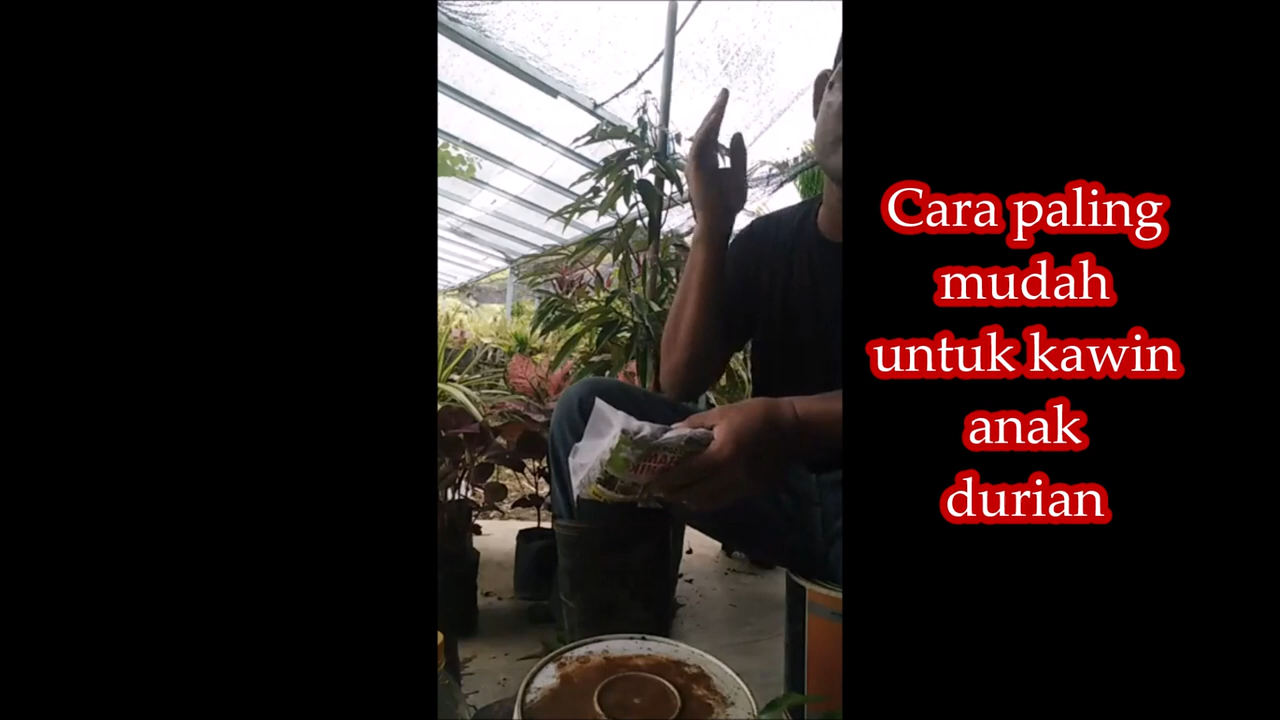 Cara paling
mudah
untuk kawin
anak
durian